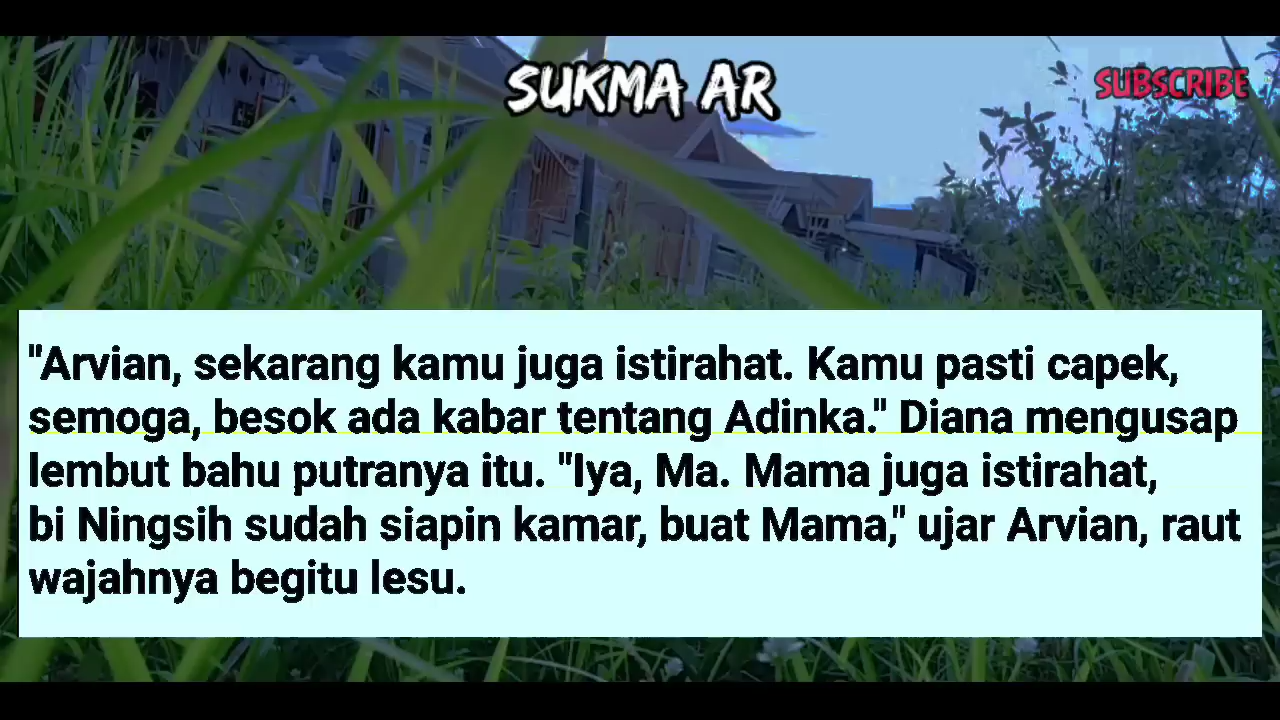 SUKMA AR
SUBSCRIBE
"Arvian, sekarang kamu juga istirahat. Kamu pasti capek,
semoga, besok ada kabar tentang Adinka." Diana mengusap
lembut bahu putranya itu. "Iya, Ma. Mama juga istirahat,
bi Ningsih sudah siapin kamar, buat Mama," ujar Arvian, raut
wajahnya begitu lesu.